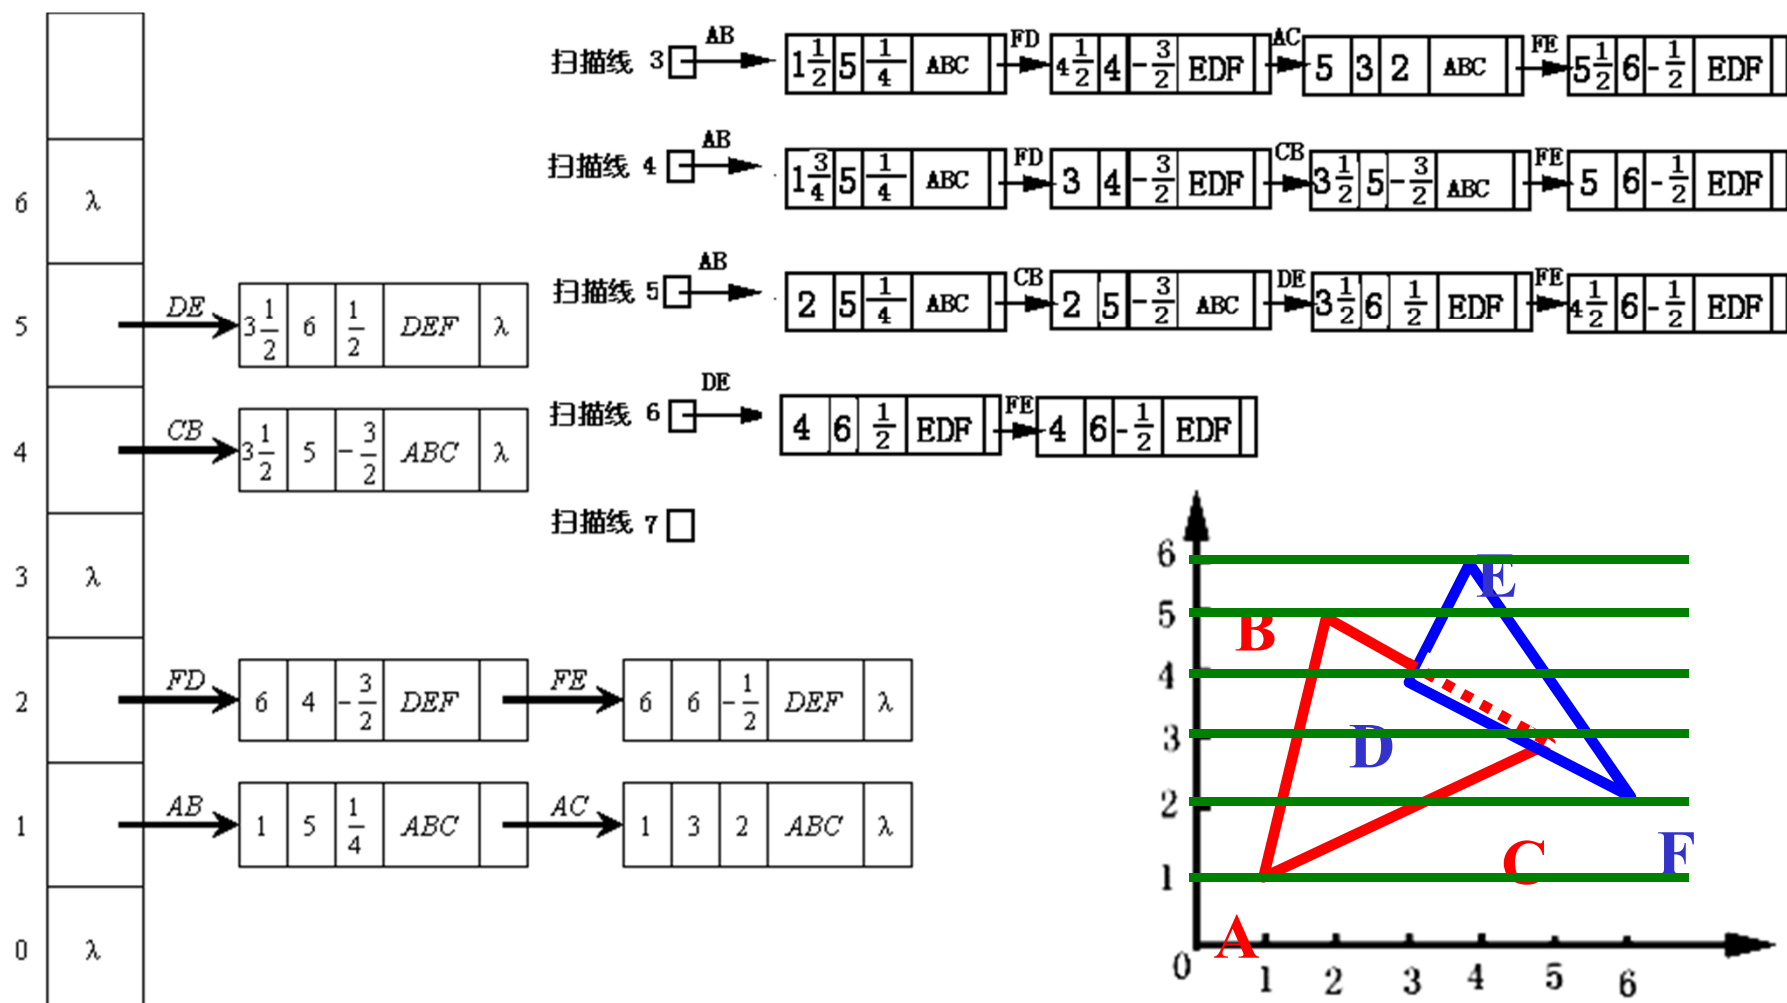 AB FD AC FE
扫描线 3 1 1/2 5 1/4 ABC 4 1/2 4 -3/2 EDF 5 3 2 ABC 5 1/2 6 -1/2 EDF
AB FD CB FE
扫描线 4 1 3/4 5 1/4 ABC 3 4 -3/2 EDF 3 1/2 5 -3/2 ABC 5 6 -1/2 EDF
6 λ
AB CB DE FE
扫描线 5 2 5 1/4 ABC 2 5 -3/2 ABC 3 1/2 6 1/2 EDF 4 1/2 6 -1/2 EDF
DE
5 3 1/2 6 1/2 DEF λ
DE FE
扫描线 6 4 6 1/2 EDF 4 6 -1/2 EDF
CB
4 3 1/2 5 -3/2 ABC λ
扫描线 7
3 λ
FD FE
2 6 4 -3/2 DEF 6 6 -1/2 DEF λ
AB AC
1 1 5 1/4 ABC 1 3 2 ABC λ
0 λ
6 E
5 B
4
3 D
2
1 C F
A
0 1 2 3 4 5 6